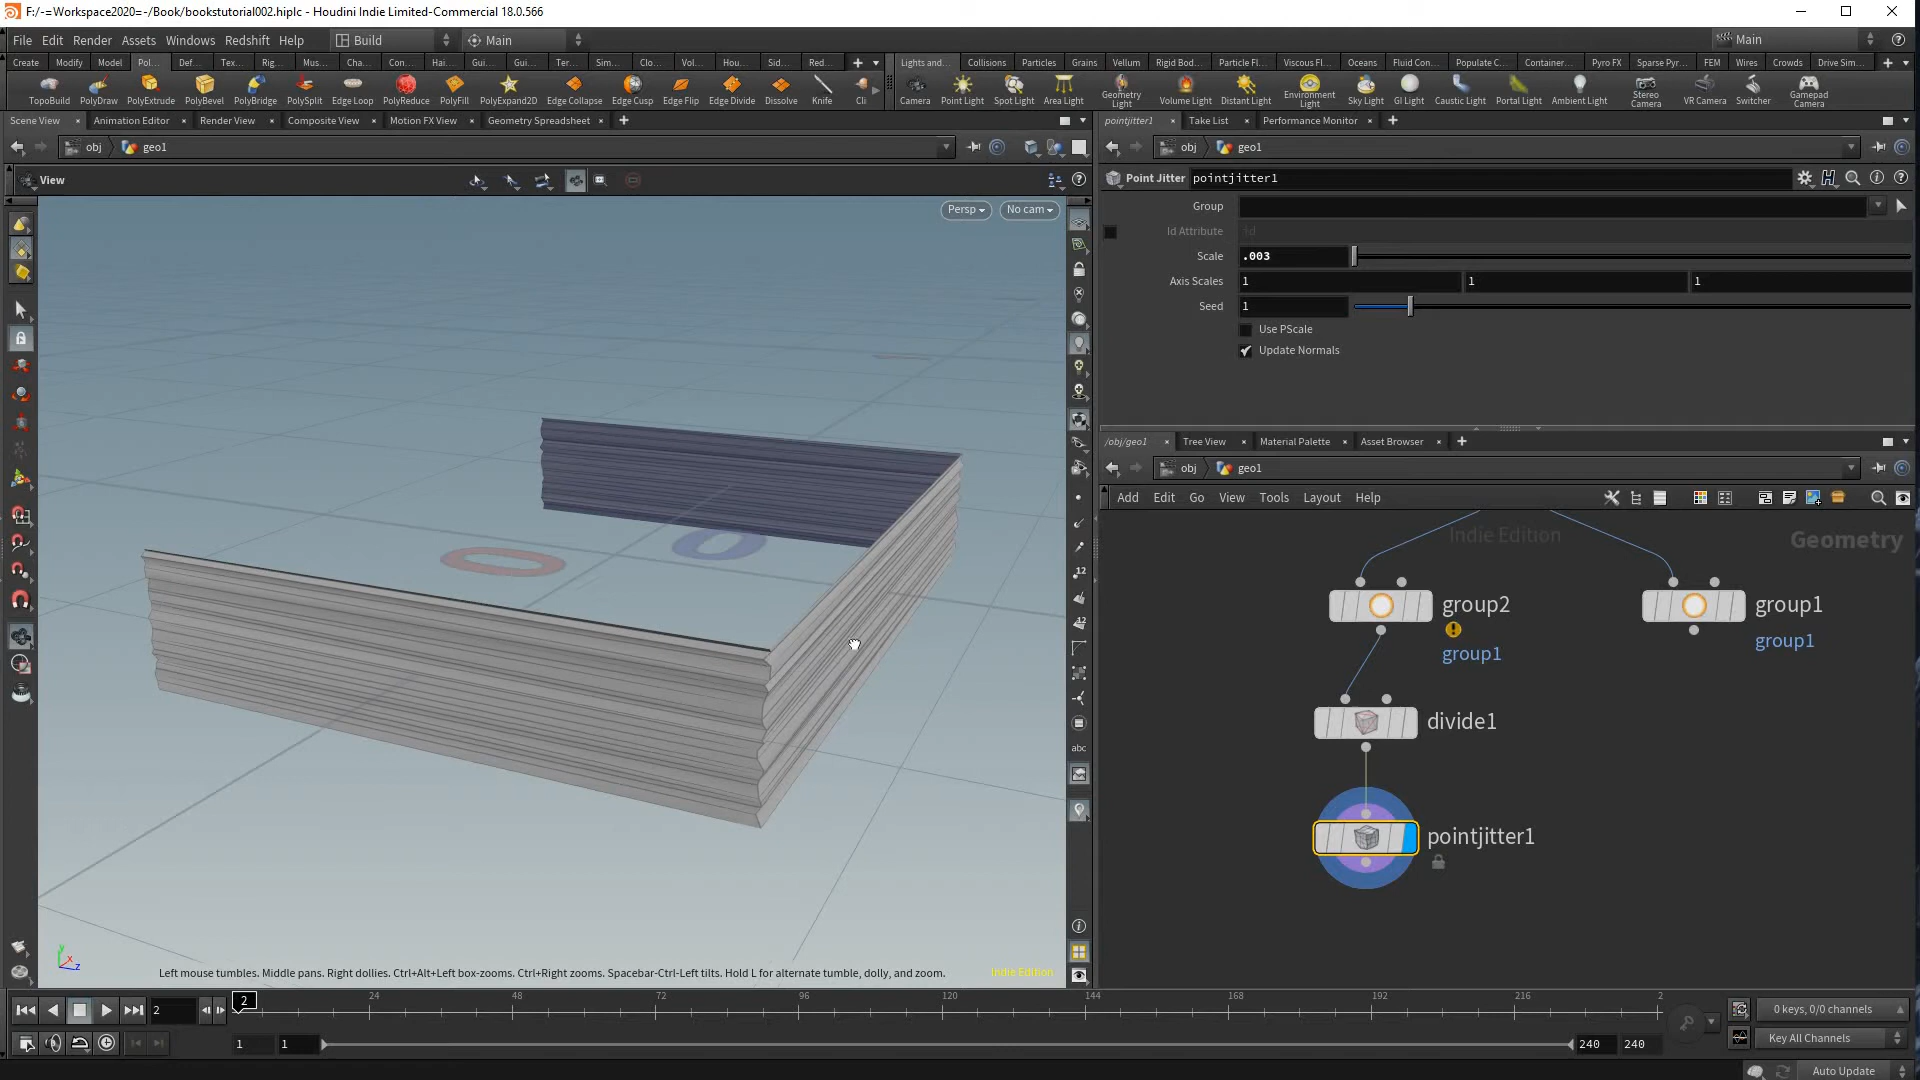 F:/-=Workspace2020=-/Book/bookstutorial002.hiplc - Houdini Indie Limited-Commercial 18.0.566
File Edit Render Assets Windows Redshift Help Build Main Main
Create Modify Model Pol... Def... Tex... Rig... Mus... Cha... Con... Hai... Gui... Gui... Ter... Sim... Clo... Vol... Hou... Sid... Red... Lights and... Collisions Particles Grains Vellum Rigid Bod... Particle Fl... Viscous Fl... Oceans Fluid Con... Populate C... Container... Pyro FX Sparse Pyr... FEM Wires Crowds Drive Sim...
TopoBuild PolyDraw PolyExtrude PolyBevel PolyBridge PolySplit Edge Loop PolyReduce PolyFill PolyExpand2D Edge Collapse Edge Cusp Edge Flip Edge Divide Dissolve Knife Cli Camera Point Light Spot Light Area Light Geometry Light Volume Light Distant Light Environment Light Sky Light GI Light Caustic Light Portal Light Ambient Light Stereo Camera VR Camera Switcher Gamepad Camera
Scene View Animation Editor Render View Composite View Motion FX View Geometry Spreadsheet pointjitter1 Take List Performance Monitor
obj geo1 obj geo1
View
Point Jitter pointjitter1
Persp No cam
Group
Id Attribute id
Scale .003
Axis Scales 1 1 1
Seed 1
Use PScale
Update Normals
/obj/geo1 Tree View Material Palette Asset Browser
obj geo1
Add Edit Go View Tools Layout Help
Indie Edition Geometry
group2 group1
group1 group1
divide1
pointjitter1
0 0
12
12
abc
y x z
Left mouse tumbles. Middle pans. Right dollies. Ctrl+Alt+Left box-zooms. Ctrl+Right zooms. Spacebar-Ctrl-Left tilts. Hold L for alternate tumble, dolly, and zoom. Indie Edition
2 2 24 48 72 96 120 144 168 192 216 2
0 keys, 0/0 channels
1 1 240 240 Key All Channels
Auto Update